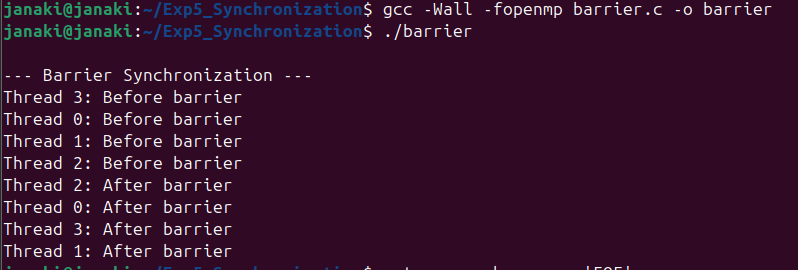 janaki@janaki:~/Exp5_Synchronization$ gcc -Wall -fopenmp barrier.c -o barrier
janaki@janaki:~/Exp5_Synchronization$ ./barrier
--- Barrier Synchronization ---
Thread 3: Before barrier
Thread 0: Before barrier
Thread 1: Before barrier
Thread 2: Before barrier
Thread 2: After barrier
Thread 0: After barrier
Thread 3: After barrier
Thread 1: After barrier